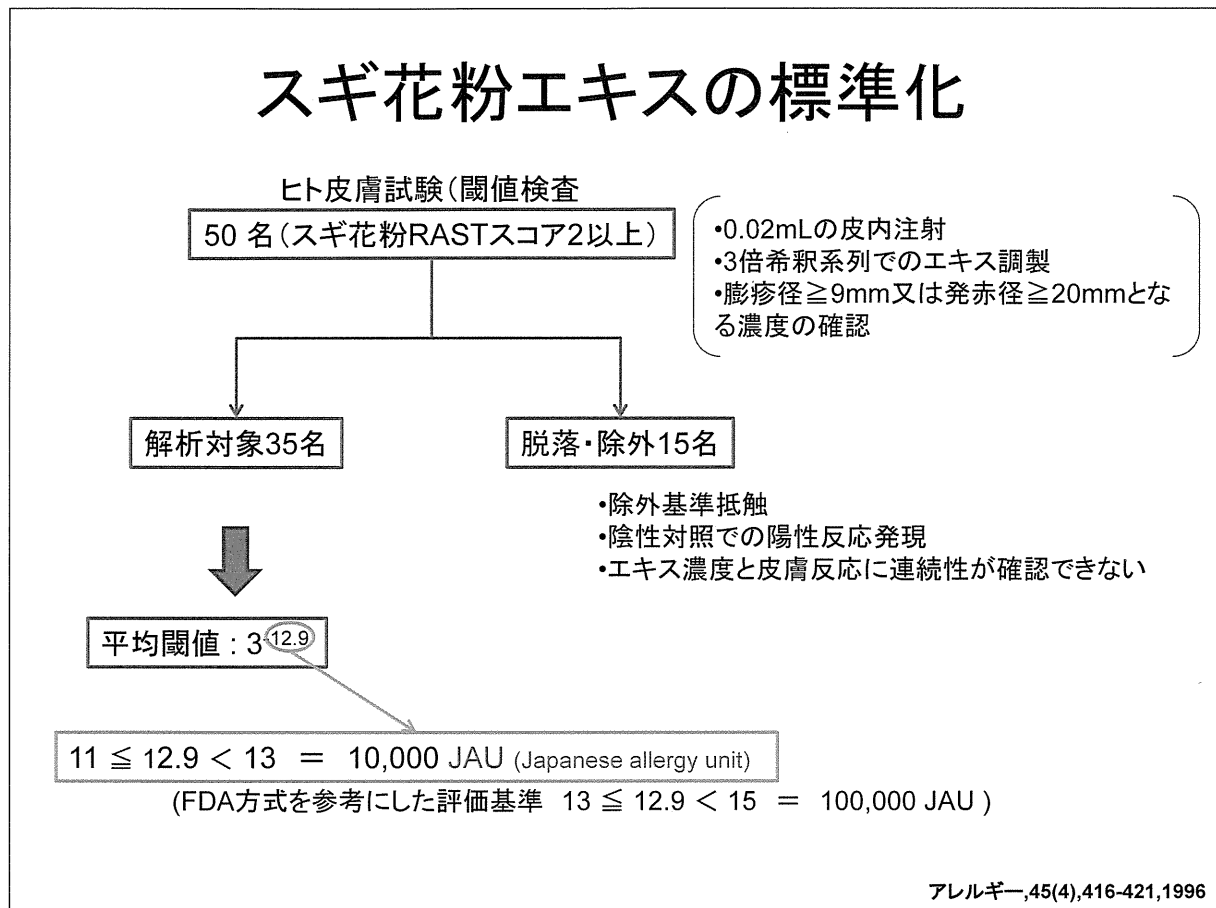 スギ花粉エキスの標準化
ヒト皮膚試験(閾値検査
50 名(スギ花粉RASTスコア2以上)
•0.02mLの皮内注射
•3倍希釈系列でのエキス調製
•膨疹径≧9mm又は発赤径≧20mmとな
る濃度の確認
解析対象35名
脱落・除外15名
•除外基準抵触
•陰性対照での陽性反応発現
•エキス濃度と皮膚反応に連続性が確認できない
平均閾値 : 3-12.9
11 ≦ 12.9 < 13 = 10,000 JAU (Japanese allergy unit)
(FDA方式を参考にした評価基準 13 ≦ 12.9 < 15 = 100,000 JAU )
アレルギー,45(4),416-421,1996